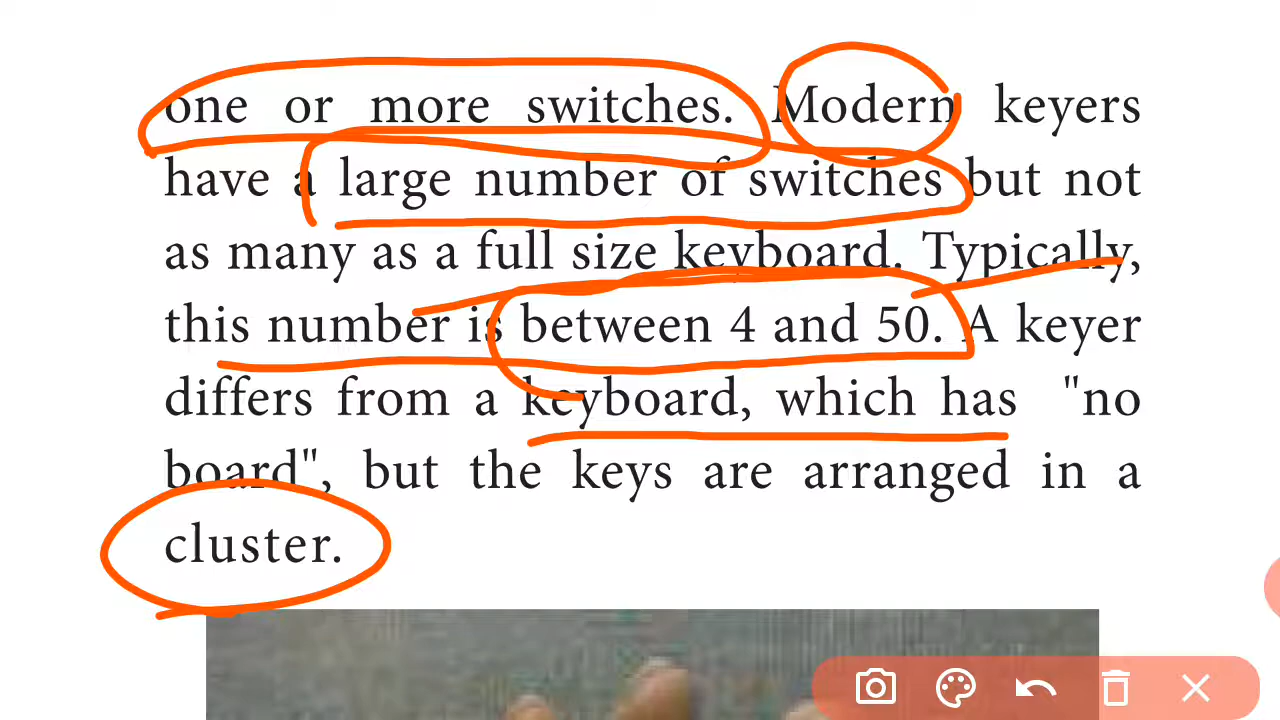 one or more switches. Modern keyers
have a large number of switches but not
as many as a full size keyboard. Typically,
this number is between 4 and 50. A keyer
differs from a keyboard, which has "no
board", but the keys are arranged in a
cluster.